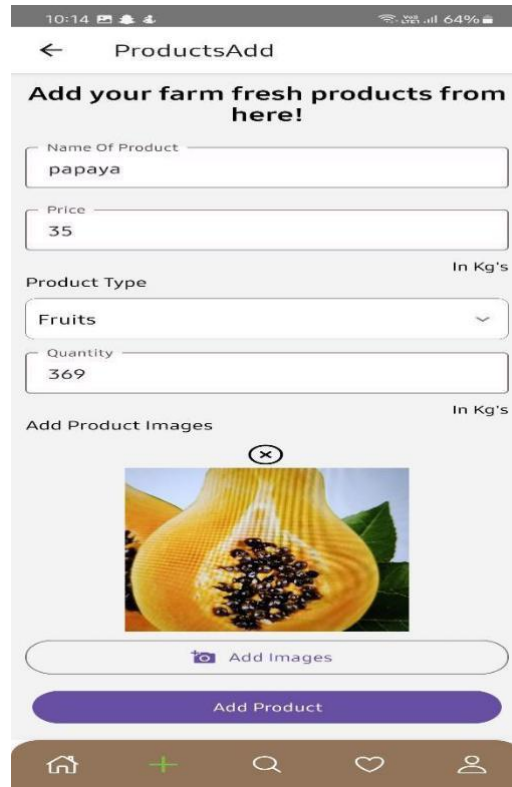 10:14 64%
ProductsAdd
Add your farm fresh products from
here!
Name Of Product
papaya
Price
35
In Kg's
Product Type
Fruits
Quantity
369
In Kg's
Add Product Images
Add Images
Add Product